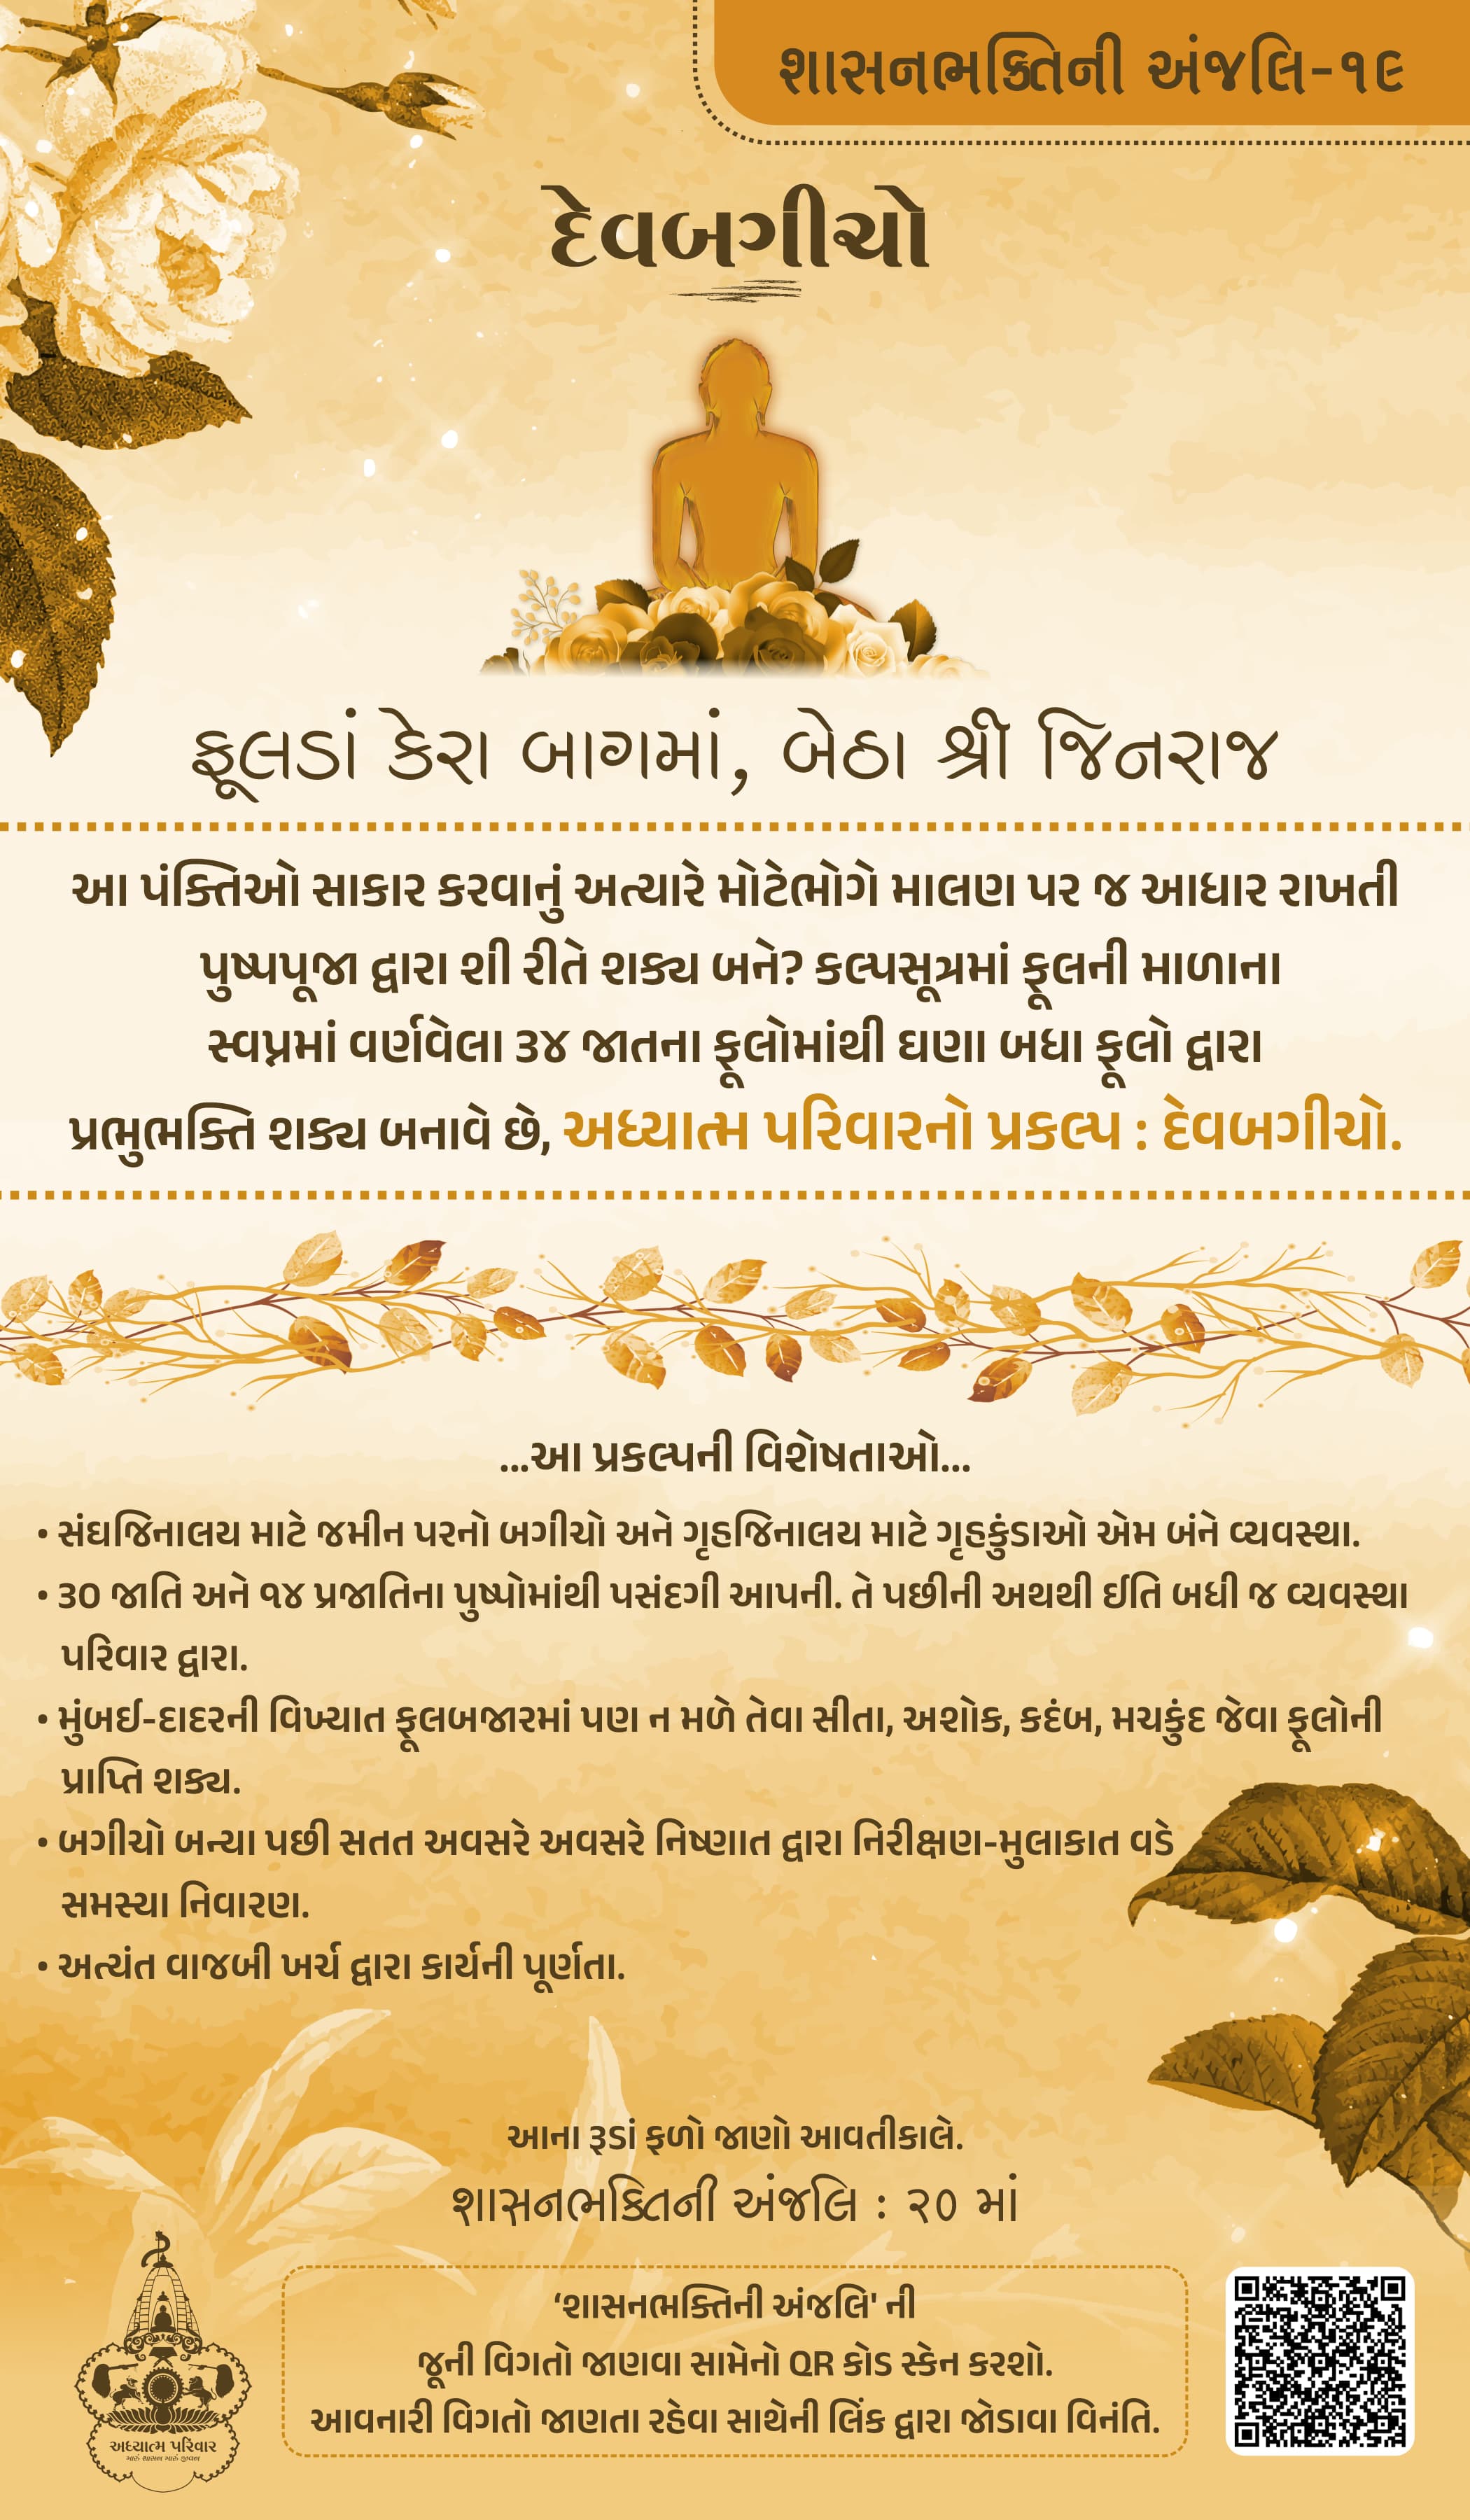 શાસનભક્તિની અંજલિ-૧૯
દેવબગીચો
ફૂલડાં કેરા બાગમાં, બેઠા શ્રી જિનરાજ
આ પંક્તિઓ સાકાર કરવાનું અત્યારે મોટેભોગે માલણ પર જ આધાર રાખતી
પુષ્પપૂજા દ્વારા શી રીતે શક્ય બને? કલ્પસૂત્રમાં ફૂલની માળાના
સ્વપ્નમાં વર્ણવેલા ૩૪ જાતના ફૂલોમાંથી ઘણા બધા ફૂલો દ્વારા
પ્રભુભક્તિ શક્ય બનાવે છે, અધ્યાત્મ પરિવારનો પ્રકલ્પ : દેવબગીચો.
...આ પ્રકલ્પની વિશેષતાઓ...
• સંઘજિનાલય માટે જમીન પરનો બગીચો અને ગૃહજિનાલય માટે ગૃહકુંડાઓ એમ બંને વ્યવસ્થા.
• ૩૦ જાતિ અને ૧૪ પ્રજાતિના પુષ્પોમાંથી પસંદગી આપની. તે પછીની અથથી ઈતિ બધી જ વ્યવસ્થા
પરિવાર દ્વારા.
• મુંબઈ-દાદરની વિખ્યાત ફૂલબજારમાં પણ ન મળે તેવા સીતા, અશોક, કદંબ, મચકુંદ જેવા ફૂલોની
પ્રાપ્તિ શક્ય.
• બગીચો બન્યા પછી સતત અવસરે અવસરે નિષ્ણાત દ્વારા નિરીક્ષણ-મુલાકાત વડે
સમસ્યા નિવારણ.
• અત્યંત વાજબી ખર્ચ દ્વારા કાર્યની પૂર્ણતા.
આના રૂડાં ફળો જાણો આવતીકાલે.
શાસનભક્તિની અંજલિ : ૨૦ માં
‘શાસનભક્તિની અંજલિ' ની
જૂની વિગતો જાણવા સામેનો QR કોડ સ્કેન કરશો.
આવનારી વિગતો જાણતા રહેવા સાથેની લિંક દ્વારા જોડાવા વિનંતિ.
અધ્યાત્મ પરિવાર
મારું શાસન મારું જીવન